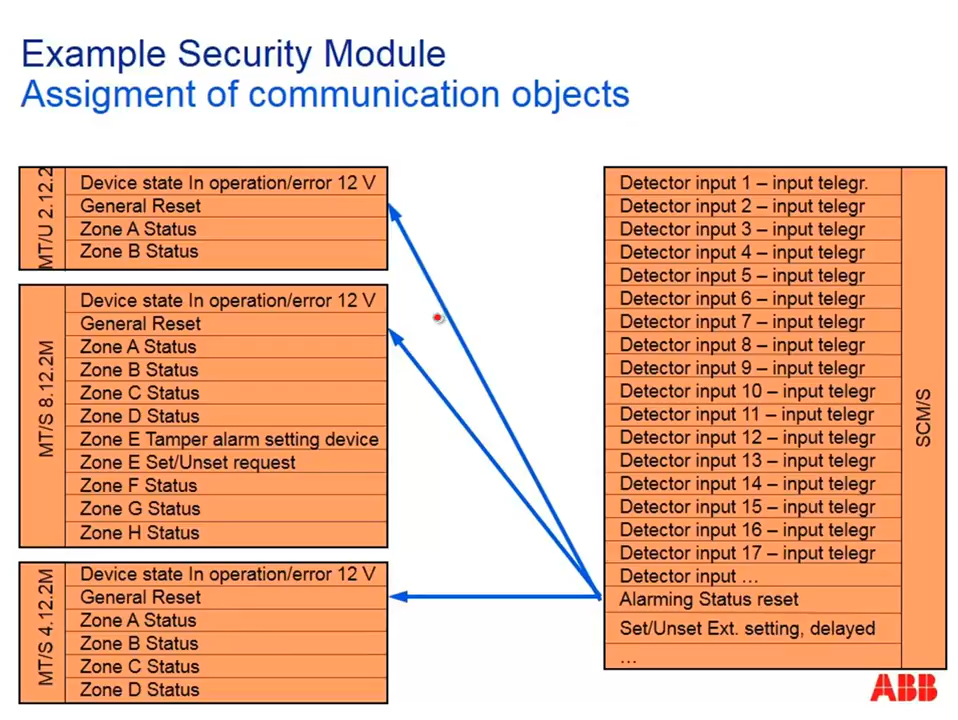 Example Security Module
Assigment of communication objects
MT/U 2.12.2
Device state In operation/error 12 V
General Reset
Zone A Status
Zone B Status
MT/S 8.12.2M
Device state In operation/error 12 V
General Reset
Zone A Status
Zone B Status
Zone C Status
Zone D Status
Zone E Tamper alarm setting device
Zone E Set/Unset request
Zone F Status
Zone G Status
Zone H Status
MT/S 4.12.2M
Device state In operation/error 12 V
General Reset
Zone A Status
Zone B Status
Zone C Status
Zone D Status
Detector input 1 – input telegr.
Detector input 2 – input telegr
Detector input 3 – input telegr
Detector input 4 – input telegr
Detector input 5 – input telegr
Detector input 6 – input telegr
Detector input 7 – input telegr
Detector input 8 – input telegr
Detector input 9 – input telegr
Detector input 10 – input telegr
Detector input 11 – input telegr
Detector input 12 – input telegr
Detector input 13 – input telegr
Detector input 14 – input telegr
Detector input 15 – input telegr
Detector input 16 – input telegr
Detector input 17 – input telegr
Detector input …
Alarming Status reset
Set/Unset Ext. setting, delayed
…
SCM/S
ABB